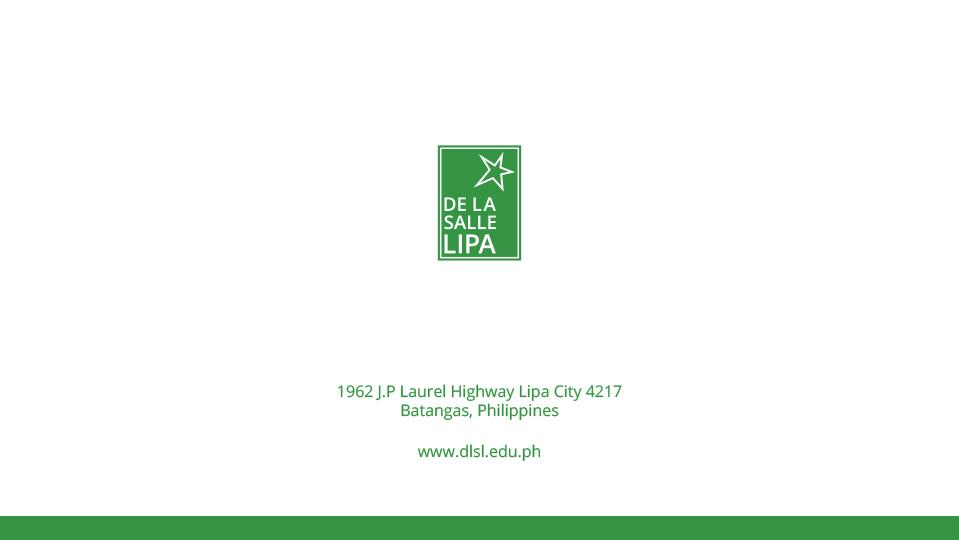 DE LA
SALLE
LIPA
1962 J.P Laurel Highway Lipa City 4217
Batangas, Philippines
www.dlsl.edu.ph